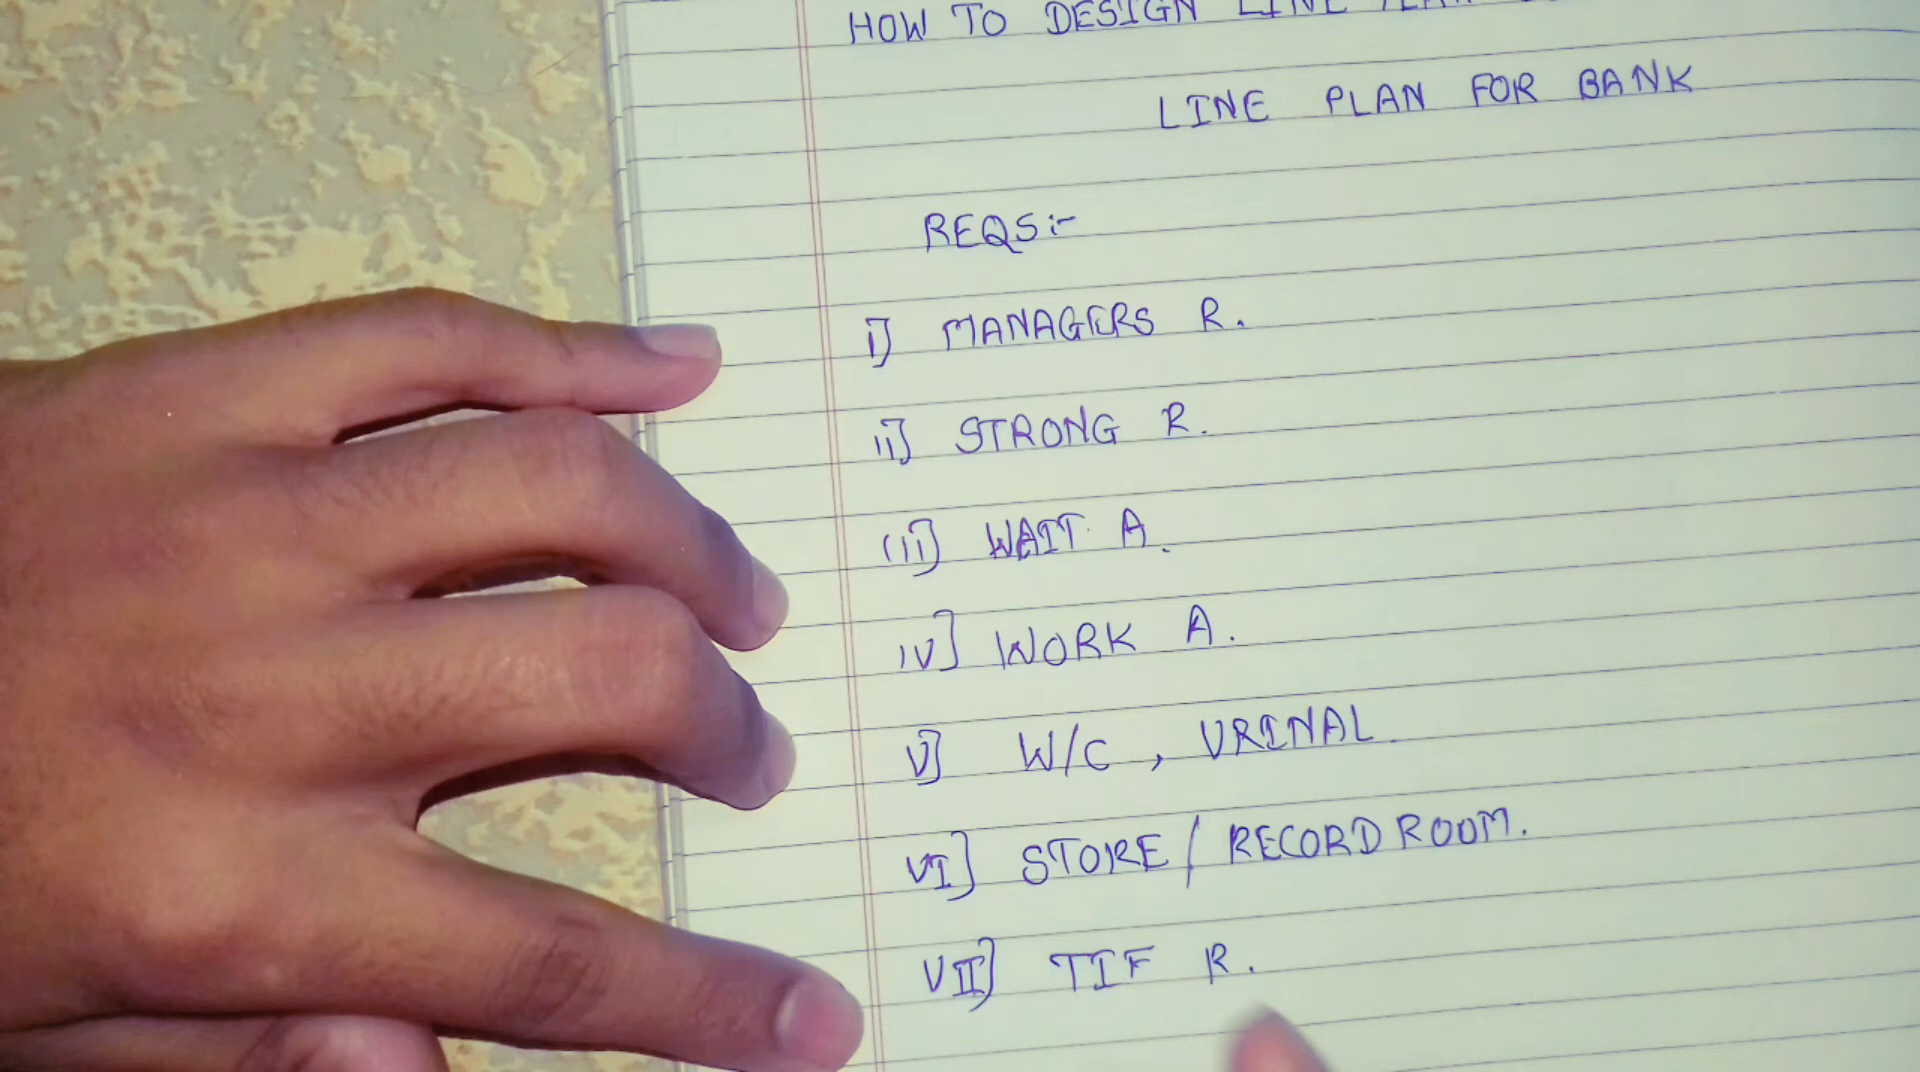 HOW TO DESIGN LINE
LINE PLAN FOR BANK
REQS:-
i] MANAGERS R.
ii] STRONG R.
iii] WAIT A.
iv] WORK A.
v] W/C, URINAL
VI] STORE / RECORD ROOM.
VII] TIF R.